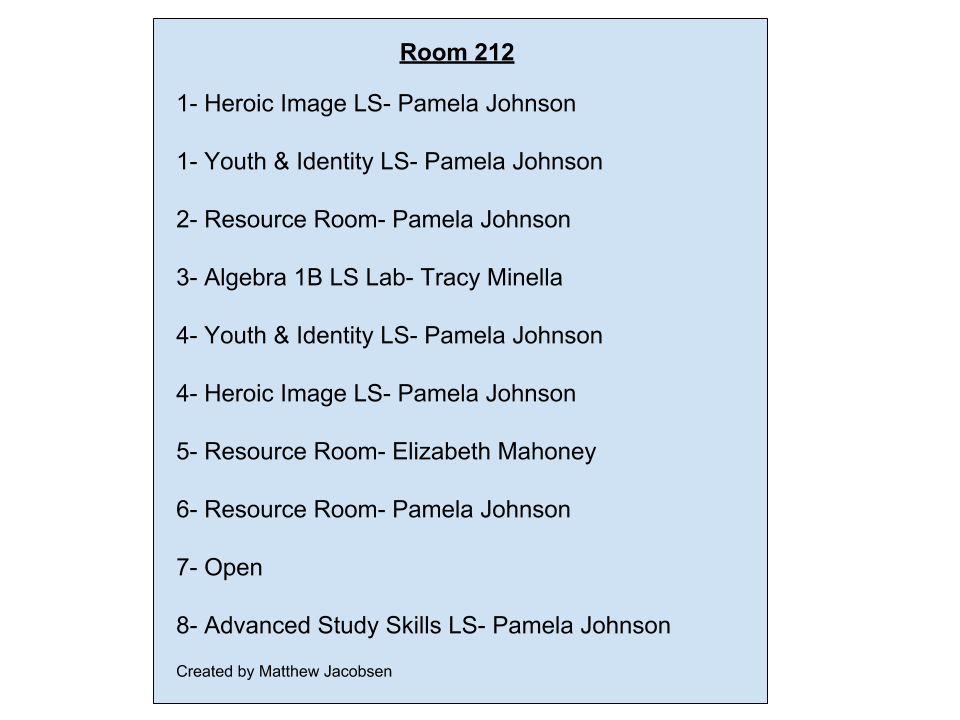 Room 212
1- Heroic Image LS- Pamela Johnson
1- Youth & Identity LS- Pamela Johnson
2- Resource Room- Pamela Johnson
3- Algebra 1B LS Lab- Tracy Minella
4- Youth & Identity LS- Pamela Johnson
4- Heroic Image LS- Pamela Johnson
5- Resource Room- Elizabeth Mahoney
6- Resource Room- Pamela Johnson
7- Open
8- Advanced Study Skills LS- Pamela Johnson
Created by Matthew Jacobsen